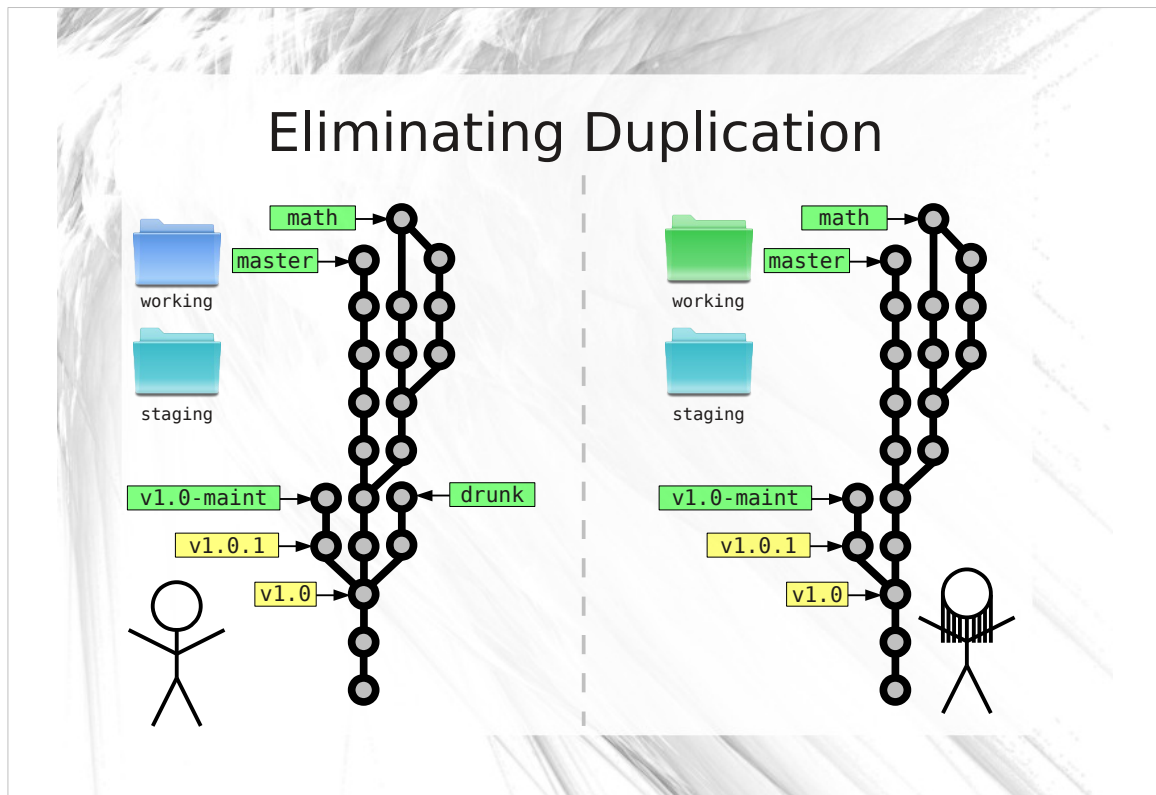 Eliminating Duplication
math
master
working
staging
v1.0-maint
drunk
v1.0.1
v1.0
math
master
working
staging
v1.0-maint
v1.0.1
v1.0